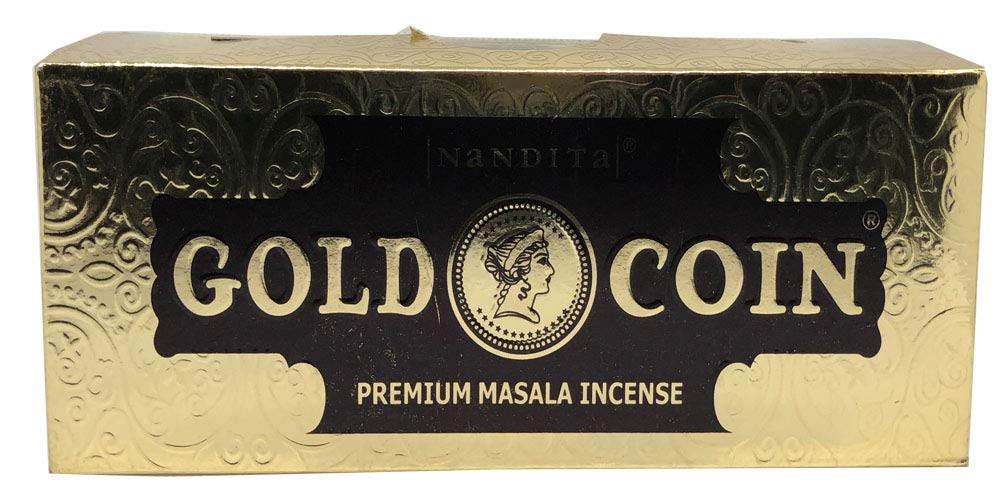 NaNDITa®
GOLD COIN®
PREMIUM MASALA INCENSE